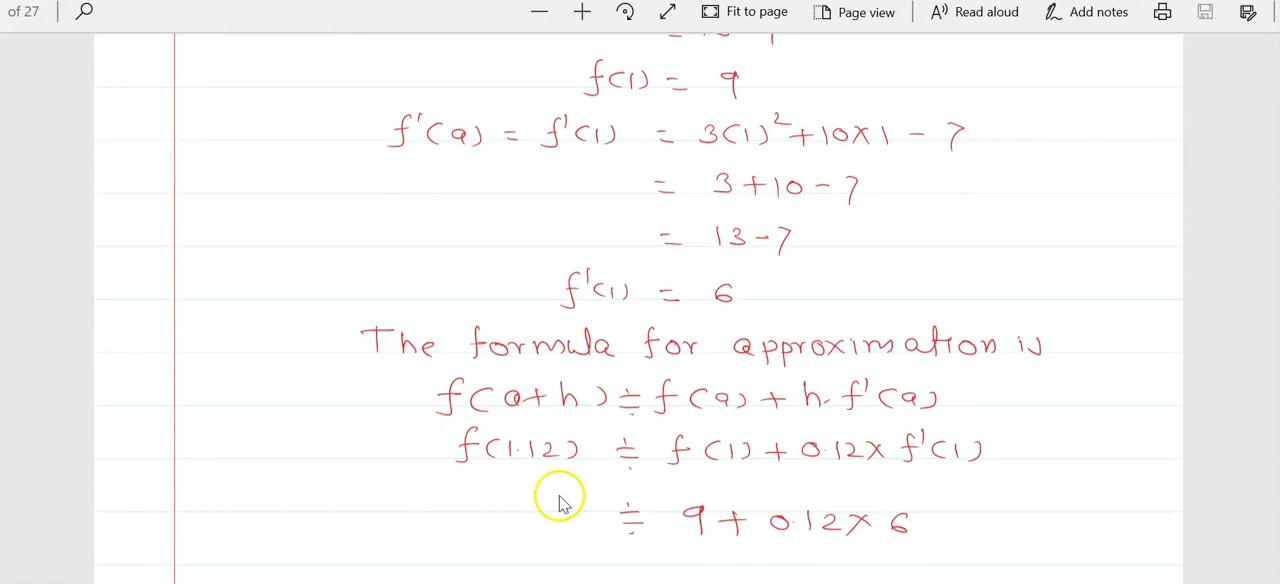 of 27 Fit to page Page view Read aloud Add notes
f(1) = 9
f'(a) = f'(1) = 3(1)²+10×1-7
= 3+10-7
= 13-7
f'(1) = 6
The formula for approximation is
f(a+h) ≑ f(a)+h.f'(a)
f(1.12) ≑ f(1)+0.12× f'(1)
≑ 9+0.12×6